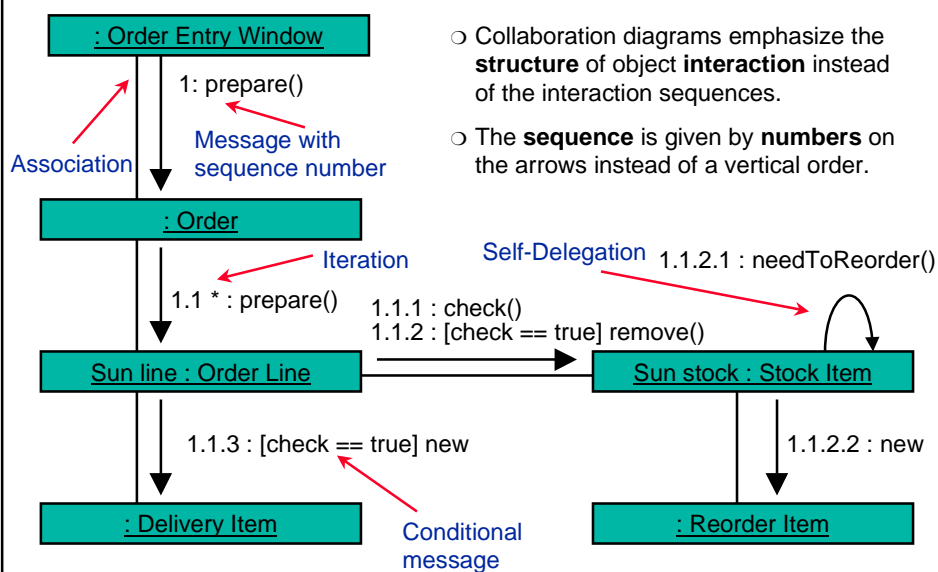 : Order Entry Window
❍ Collaboration diagrams emphasize the
structure of object interaction instead
of the interaction sequences.
1: prepare()
Message with
sequence number
❍ The sequence is given by numbers on
the arrows instead of a vertical order.
Association
: Order
Iteration
Self-Delegation
1.1.2.1 : needToReorder()
1.1 * : prepare()
1.1.1 : check()
1.1.2 : [check == true] remove()
Sun line : Order Line
Sun stock : Stock Item
1.1.3 : [check == true] new
1.1.2.2 : new
: Delivery Item
Conditional
message
: Reorder Item